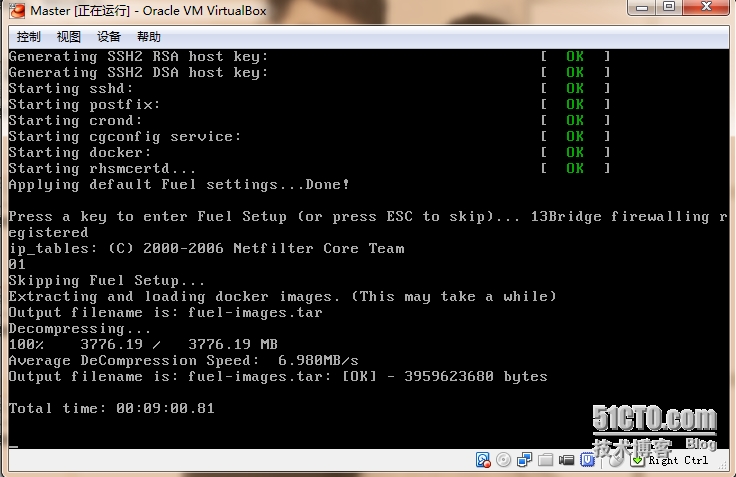 Master [正在运行] - Oracle VM VirtualBox
控制 视图 设备 帮助
Generating SSH2 RSA host key: [ OK ]
Generating SSH2 DSA host key: [ OK ]
Starting sshd: [ OK ]
Starting postfix: [ OK ]
Starting crond: [ OK ]
Starting cgconfig service: [ OK ]
Starting docker: [ OK ]
Starting rhsmcertd... [ OK ]
Applying default Fuel settings...Done!
Press a key to enter Fuel Setup (or press ESC to skip)... 13Bridge firewalling r
egistered
ip_tables: (C) 2000-2006 Netfilter Core Team
01
Skipping Fuel Setup...
Extracting and loading docker images. (This may take a while)
Output filename is: fuel-images.tar
Decompressing...
100% 3776.19 / 3776.19 MB
Average DeCompression Speed: 6.980MB/s
Output filename is: fuel-images.tar: [OK] - 3959623680 bytes
Total time: 00:09:00.81
51CTO.com
技术博客 Blog
Right Ctrl